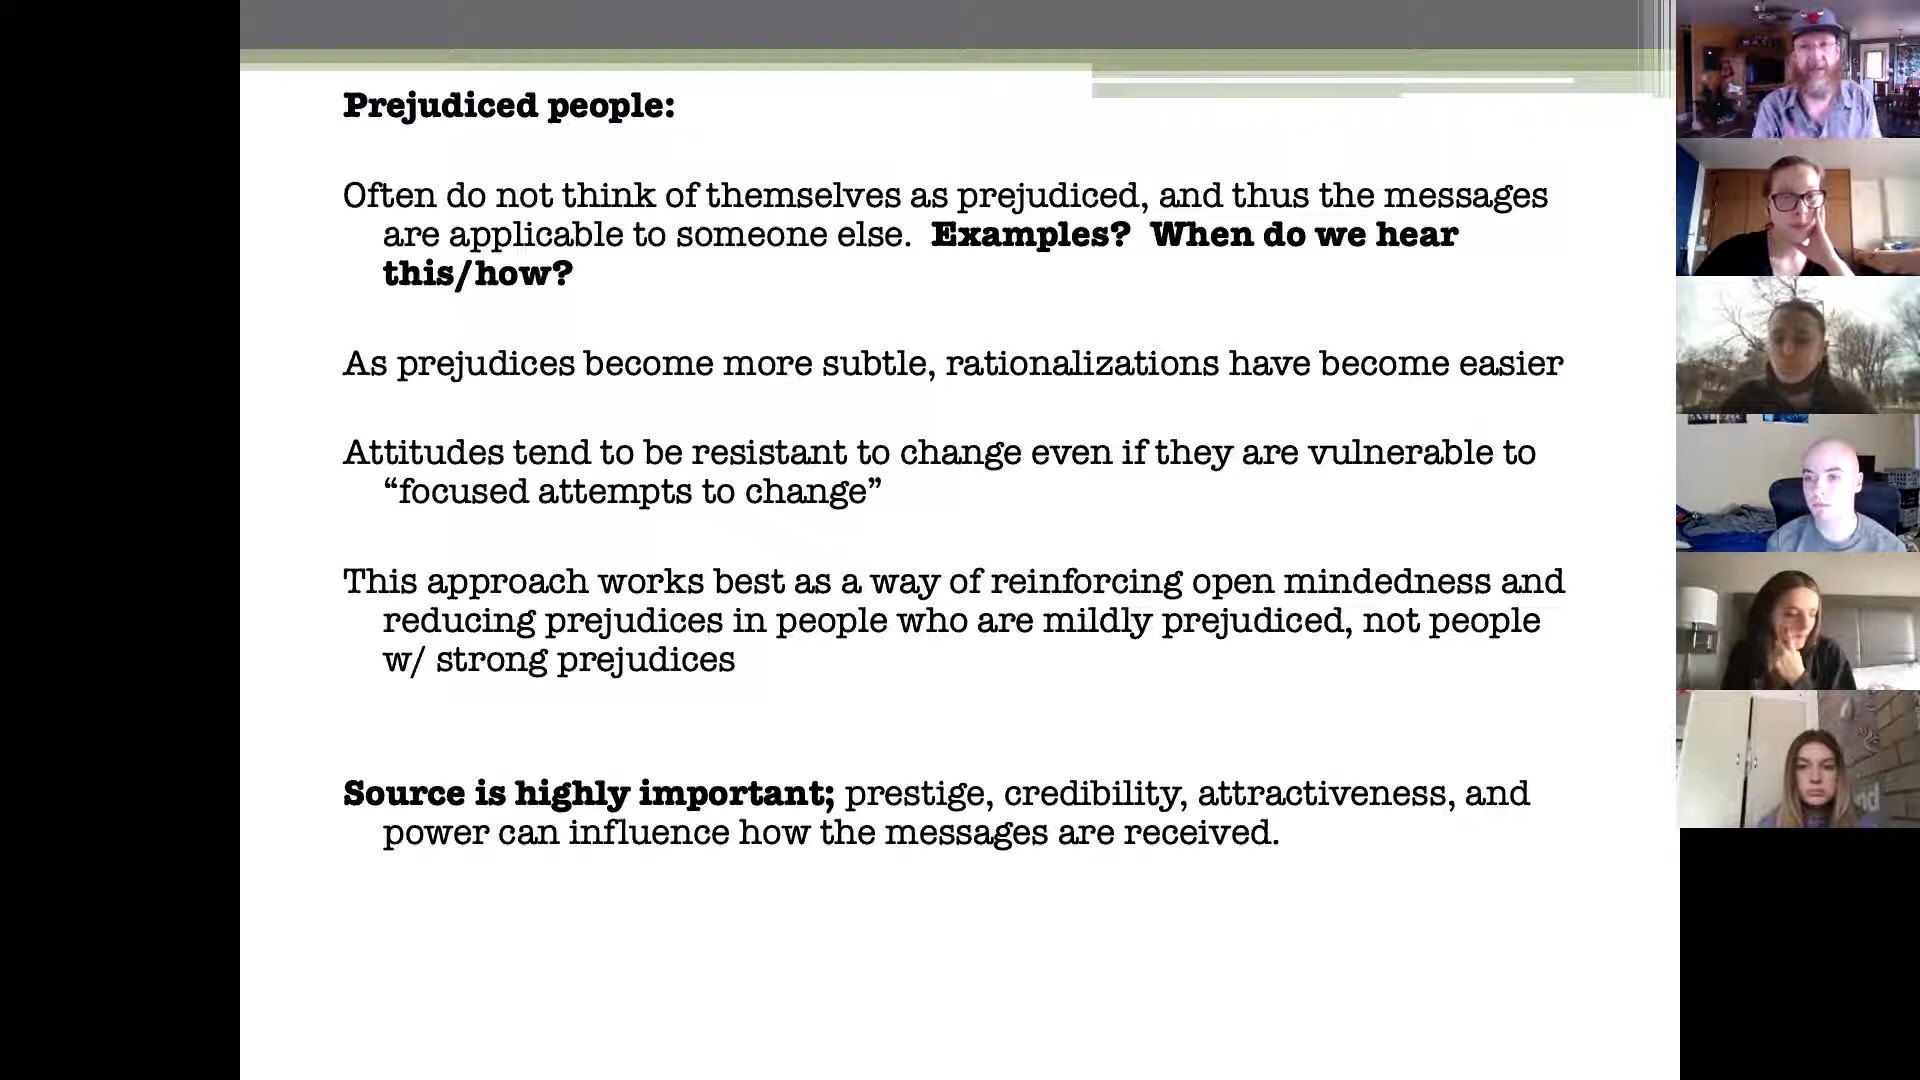 Prejudiced people:
Often do not think of themselves as prejudiced, and thus the messages
are applicable to someone else. Examples? When do we hear
this/how?
As prejudices become more subtle, rationalizations have become easier
Attitudes tend to be resistant to change even if they are vulnerable to
“focused attempts to change”
This approach works best as a way of reinforcing open mindedness and
reducing prejudices in people who are mildly prejudiced, not people
w/ strong prejudices
Source is highly important; prestige, credibility, attractiveness, and
power can influence how the messages are received.